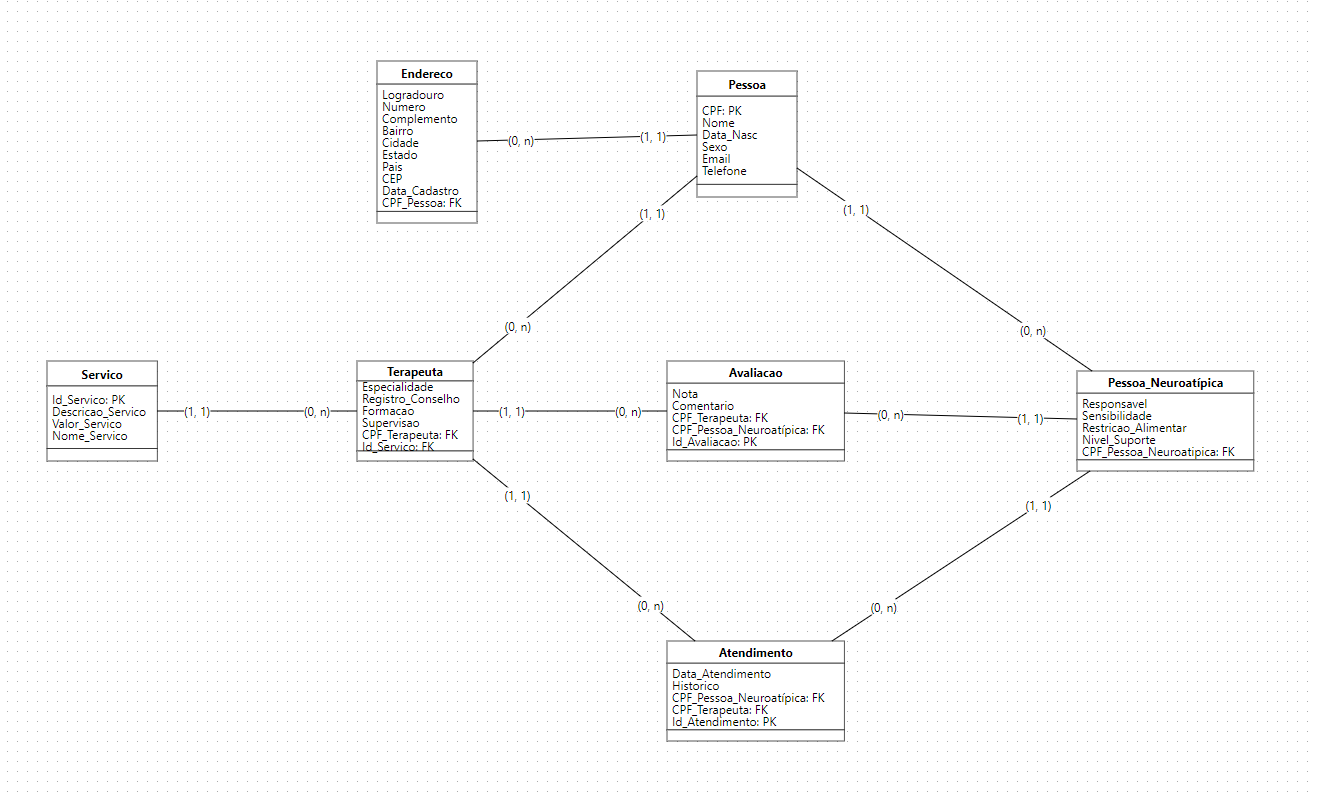 Endereco
Logradouro
Numero
Complemento
Bairro
Cidade
Estado
Pais
CEP
Data_Cadastro
CPF_Pessoa: FK
(0, n)
(1, 1)
Pessoa
CPF: PK
Nome
Data_Nasc
Sexo
Email
Telefone
(1, 1)
(1, 1)
(0, n)
(0, n)
Servico
Id_Servico: PK
Descricao_Servico
Valor_Servico
Nome_Servico
(1, 1)
(0, n)
Terapeuta
Especialidade
Registro_Conselho
Formacao
Supervisao
CPF_Terapeuta: FK
Id_Servico: FK
(1, 1)
(0, n)
Avaliacao
Nota
Comentario
CPF_Terapeuta: FK
CPF_Pessoa_Neuroatípica: FK
Id_Avaliacao: PK
(0, n)
(1, 1)
Pessoa_Neuroatípica
Responsavel
Sensibilidade
Restricao_Alimentar
Nivel_Suporte
CPF_Pessoa_Neuroatipica: FK
(1, 1)
(1, 1)
(0, n)
(0, n)
Atendimento
Data_Atendimento
Historico
CPF_Pessoa_Neuroatípica: FK
CPF_Terapeuta: FK
Id_Atendimento: PK